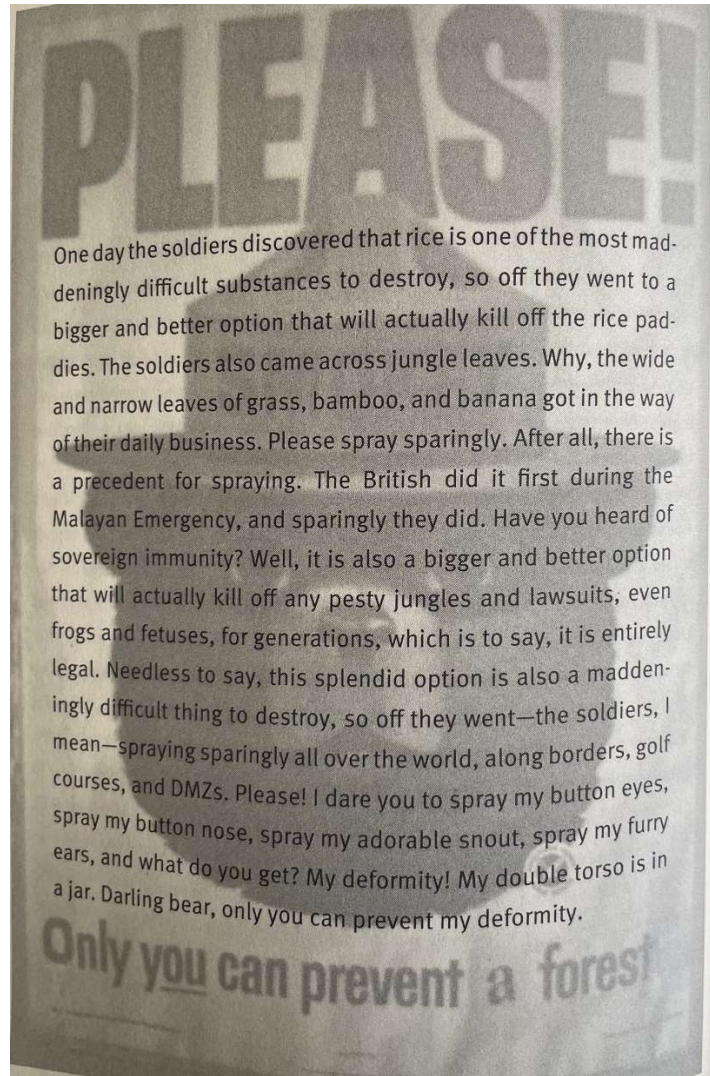 PLEASE!
One day the soldiers discovered that rice is one of the most mad-
deningly difficult substances to destroy, so off they went to a
bigger and better option that will actually kill off the rice pad-
dies. The soldiers also came across jungle leaves. Why, the wide
and narrow leaves of grass, bamboo, and banana got in the way
of their daily business. Please spray sparingly. After all, there is
a precedent for spraying. The British did it first during the
Malayan Emergency, and sparingly they did. Have you heard of
sovereign immunity? Well, it is also a bigger and better option
that will actually kill off any pesty jungles and lawsuits, even
frogs and fetuses, for generations, which is to say, it is entirely
legal. Needless to say, this splendid option is also a madden-
ingly difficult thing to destroy, so off they went—the soldiers, I
mean—spraying sparingly all over the world, along borders, golf
courses, and DMZs. Please! I dare you to spray my button eyes,
spray my button nose, spray my adorable snout, spray my furry
ears, and what do you get? My deformity! My double torso is in
a jar. Darling bear, only you can prevent my deformity.
Only you can prevent a forest